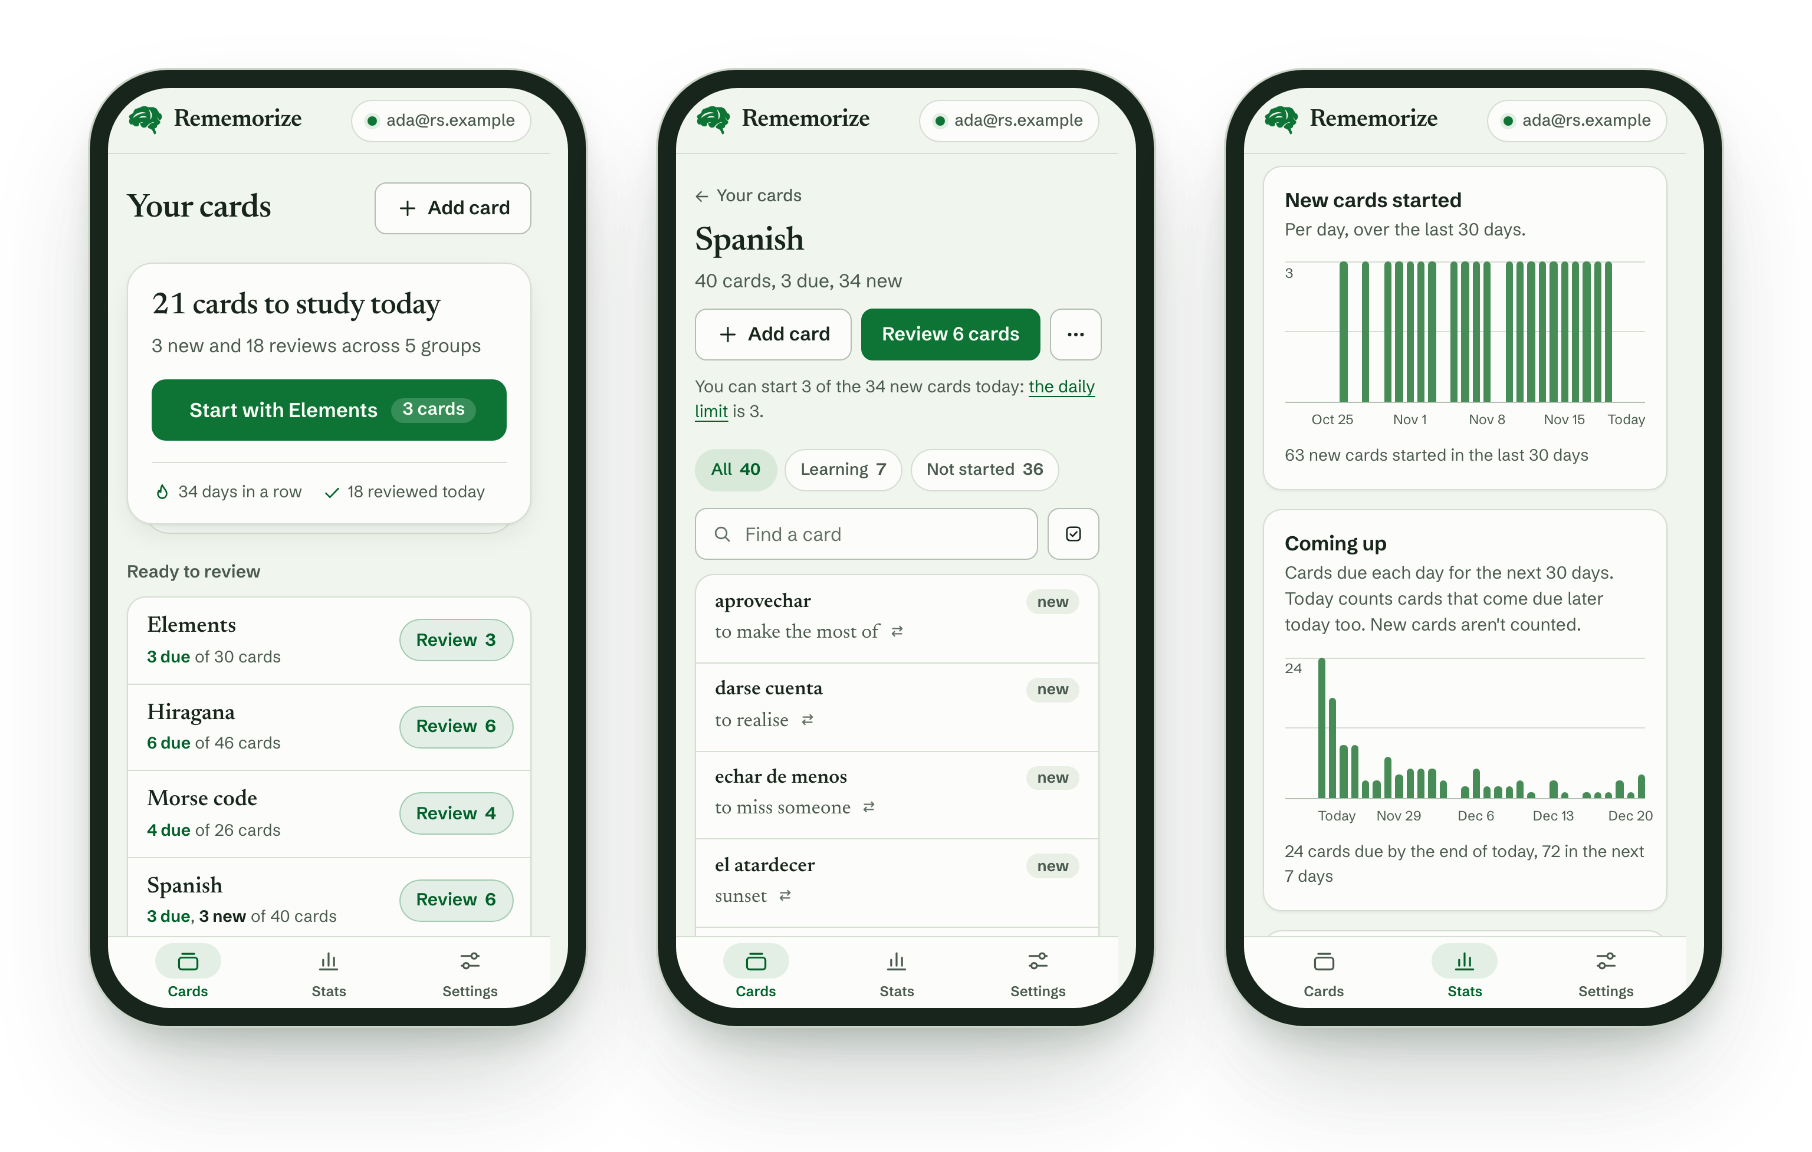 Rememorize
ada@rs.example
Your cards
Add card
21 cards to study today
3 new and 18 reviews across 5 groups
Start with Elements 3 cards
34 days in a row
18 reviewed today
Ready to review
Elements
3 due of 30 cards
Review 3
Hiragana
6 due of 46 cards
Review 6
Morse code
4 due of 26 cards
Review 4
Spanish
3 due, 3 new of 40 cards
Review 6
Cards
Stats
Settings
Rememorize
ada@rs.example
← Your cards
Spanish
40 cards, 3 due, 34 new
Add card
Review 6 cards
You can start 3 of the 34 new cards today: the daily
limit is 3.
All 40
Learning 7
Not started 36
Find a card
aprovechar
new
to make the most of
darse cuenta
new
to realise
echar de menos
new
to miss someone
el atardecer
new
sunset
Cards
Stats
Settings
Rememorize
ada@rs.example
New cards started
Per day, over the last 30 days.
3
Oct 25 Nov 1 Nov 8 Nov 15 Today
63 new cards started in the last 30 days
Coming up
Cards due each day for the next 30 days.
Today counts cards that come due later
today too. New cards aren't counted.
24
Today Nov 29 Dec 6 Dec 13 Dec 20
24 cards due by the end of today, 72 in the next
7 days
Cards
Stats
Settings